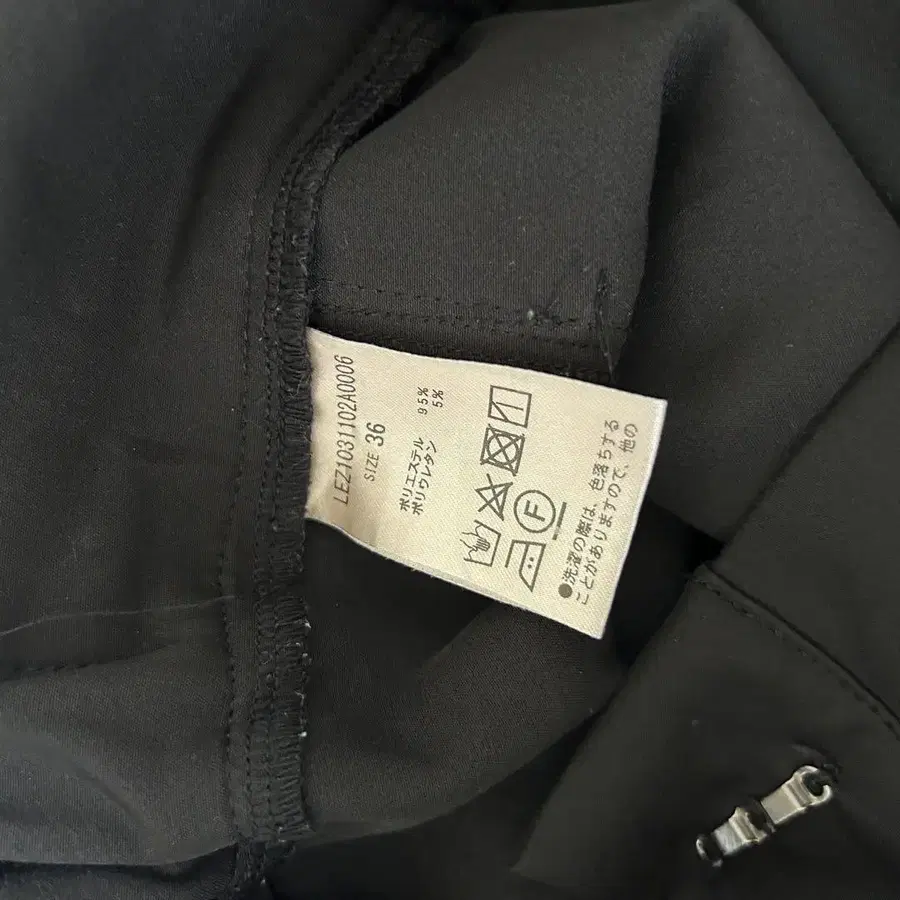 LEZ1031102A0006
SIZE 36
ポリエステル 95%
ポリウレタン 5%
F
●洗濯の際は、色落ちする
ことがありますので、他の